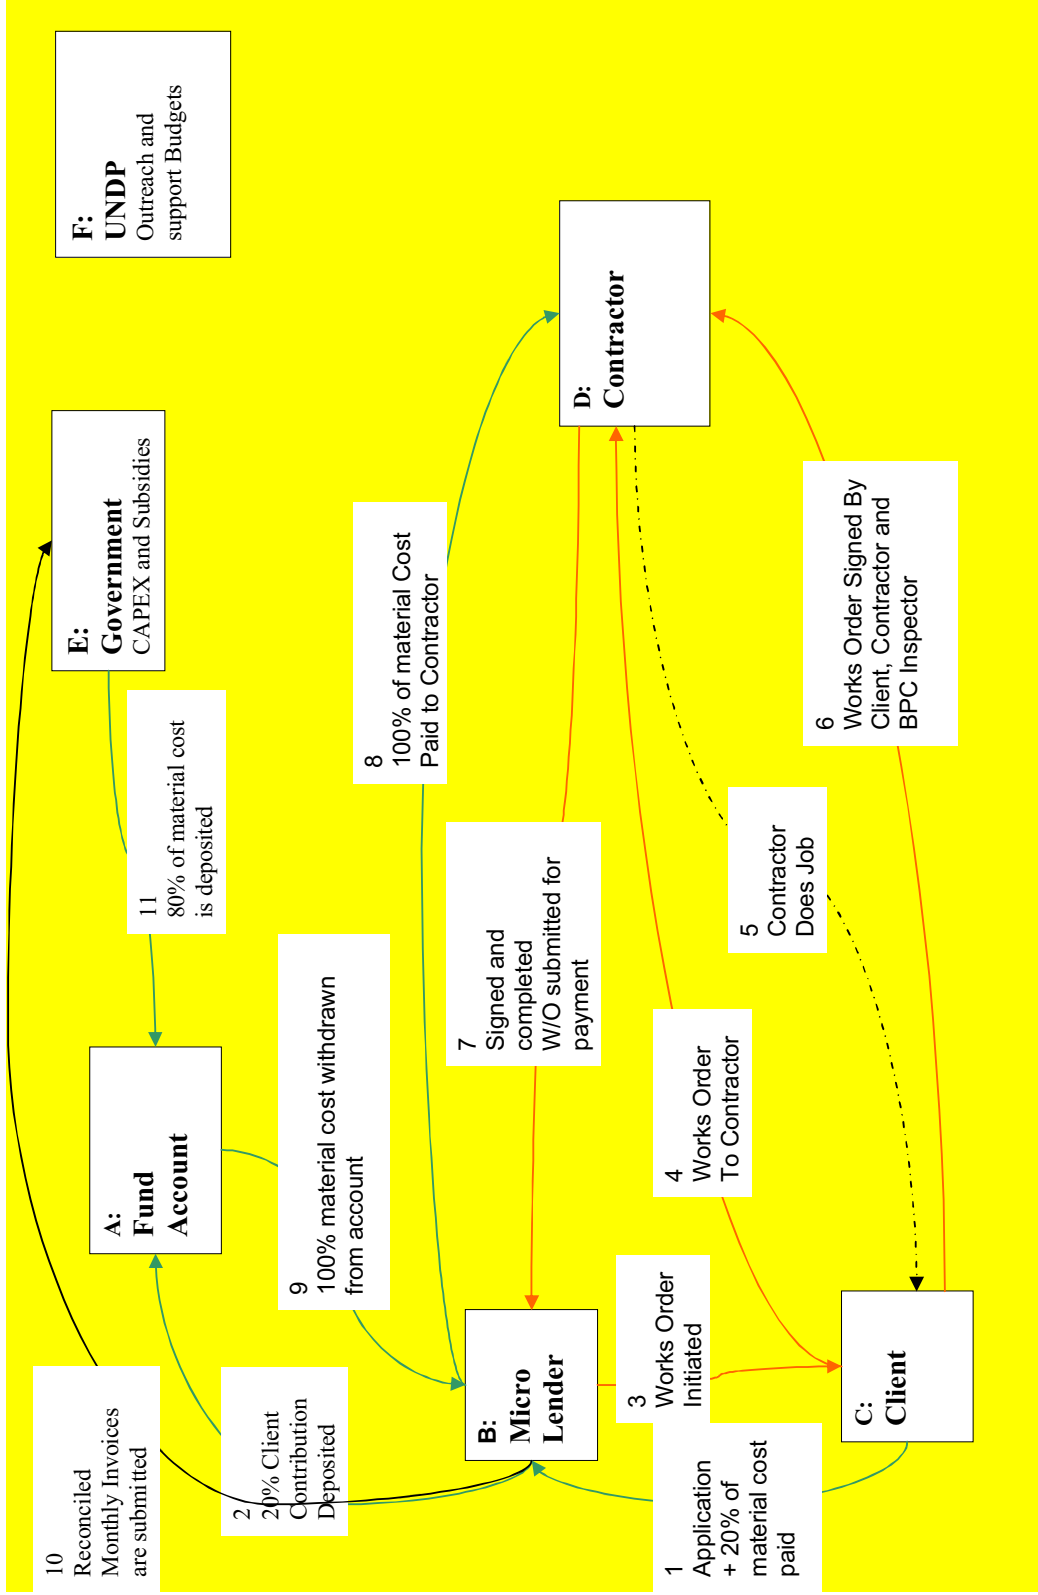 10
Reconciled
Monthly Invoices
are submitted
2
20% Client
Contribution
Deposited
1
Application
+ 20% of
material cost
paid
A:
Fund
Account
9
100% material cost withdrawn
from account
B:
Micro
Lender
3
Works Order
Initiated
C:
Client
11
80% of material cost
is deposited
E:
Government
CAPEX and Subsidies
F:
UNDP
Outreach and
support Budgets
8
100% of material Cost
Paid to Contractor
7
Signed and
completed
W/O submitted for
payment
4
Works Order
To Contractor
5
Contractor
Does Job
D:
Contractor
6
Works Order Signed By
Client, Contractor and
BPC Inspector